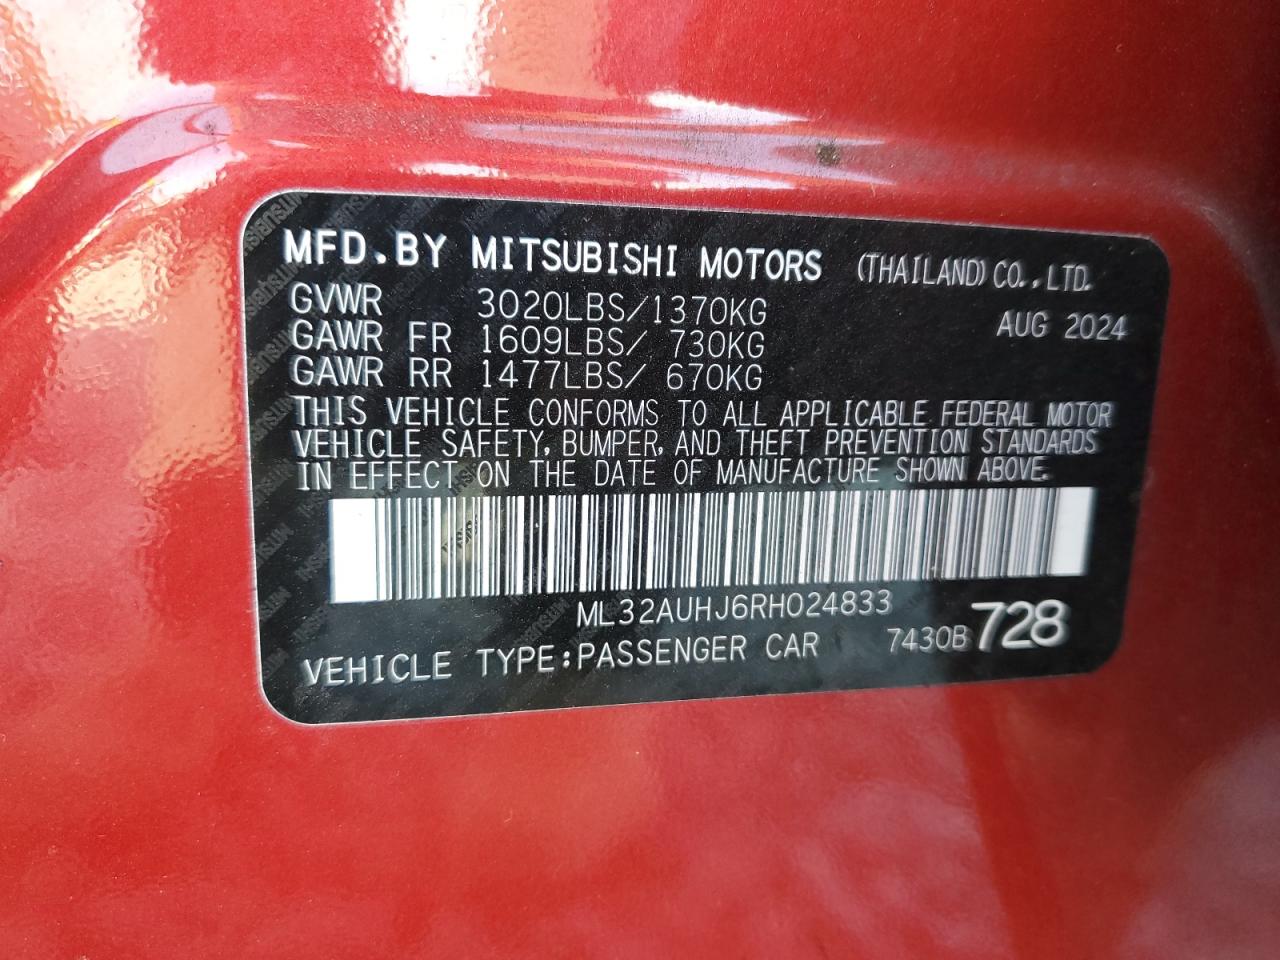 MFD.BY MITSUBISHI MOTORS (THAILAND) CO.,LTD.
GVWR 3020LBS/1370KG AUG 2024
GAWR FR 1609LBS/ 730KG
GAWR RR 1477LBS/ 670KG
THIS VEHICLE CONFORMS TO ALL APPLICABLE FEDERAL MOTOR
VEHICLE SAFETY, BUMPER, AND THEFT PREVENTION STANDARDS
IN EFFECT ON THE DATE OF MANUFACTURE SHOWN ABOVE.
ML32AUHJ6RH024833
VEHICLE TYPE:PASSENGER CAR 7430B 728